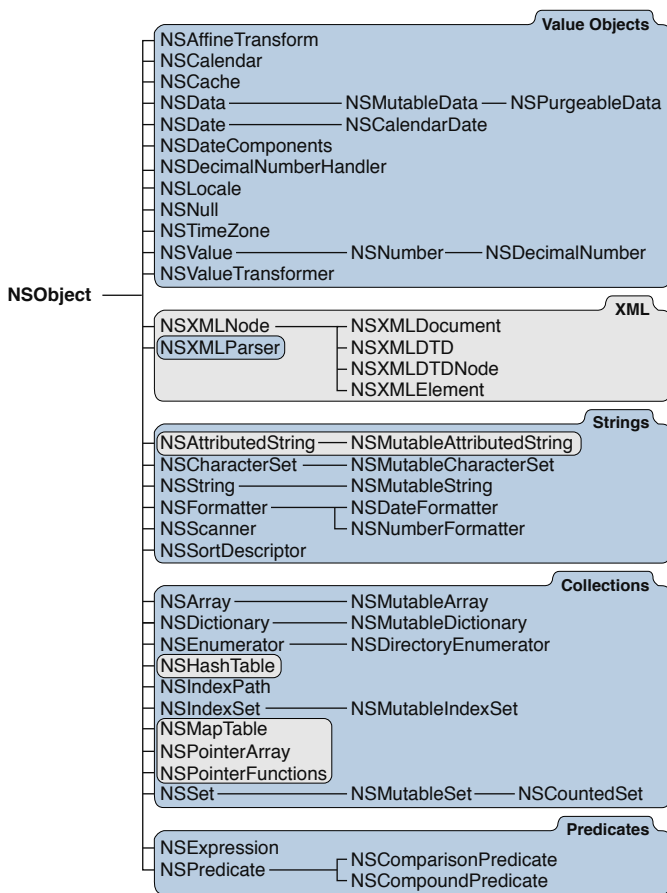 Value Objects
NSAffineTransform
NSCalendar
NSCache
NSData NSMutableData NSPurgeableData
NSDate NSCalendarDate
NSDateComponents
NSDecimalNumberHandler
NSLocale
NSNull
NSTimeZone
NSValue NSNumber NSDecimalNumber
NSValueTransformer
NSObject
XML
NSXMLNode NSXMLDocument
NSXMLParser NSXMLDTD
NSXMLDTDNode
NSXMLElement
Strings
NSAttributedString NSMutableAttributedString
NSCharacterSet NSMutableCharacterSet
NSString NSMutableString
NSFormatter NSDateFormatter
NSScanner NSNumberFormatter
NSSortDescriptor
Collections
NSArray NSMutableArray
NSDictionary NSMutableDictionary
NSEnumerator NSDirectoryEnumerator
NSHashTable
NSIndexPath
NSIndexSet NSMutableIndexSet
NSMapTable
NSPointerArray
NSPointerFunctions
NSSet NSMutableSet NSCountedSet
Predicates
NSExpression
NSPredicate NSComparisonPredicate
NSCompoundPredicate